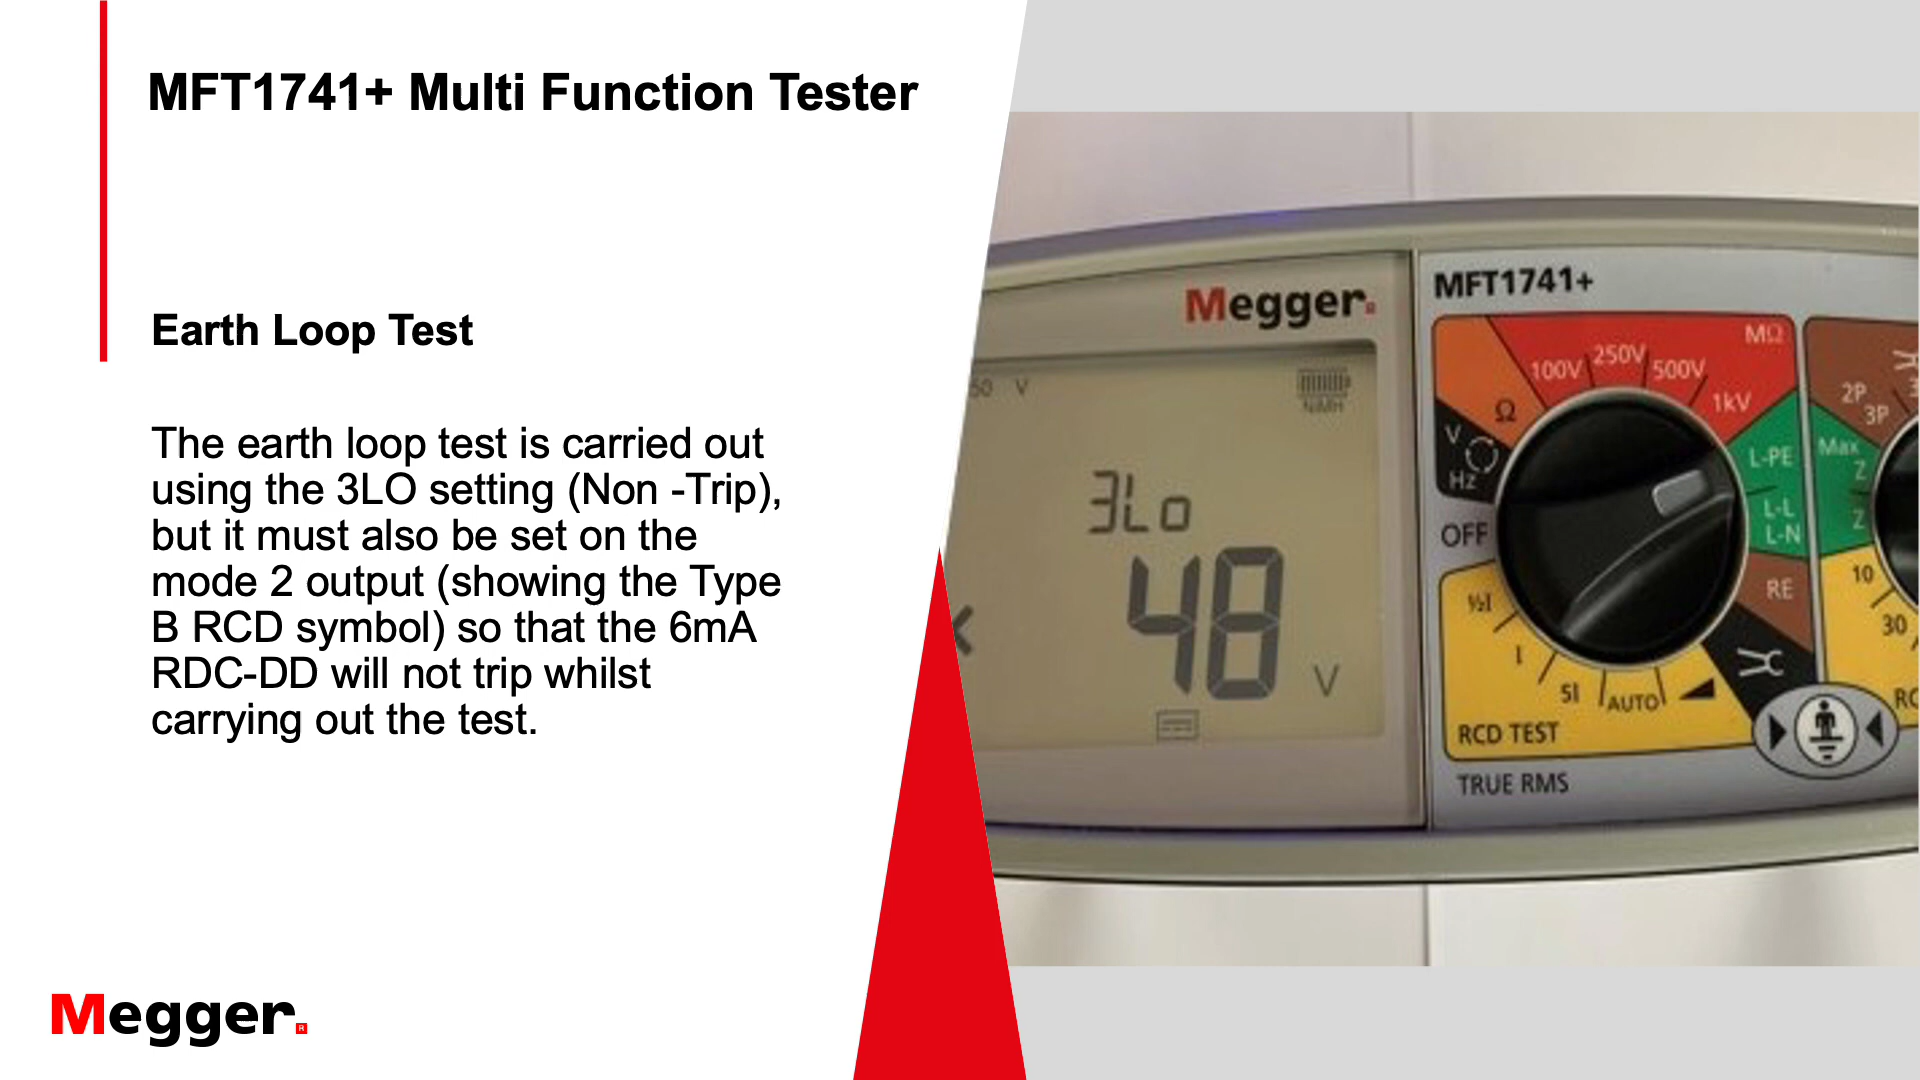 MFT1741+ Multi Function Tester
Earth Loop Test
The earth loop test is carried out
using the 3LO setting (Non -Trip),
but it must also be set on the
mode 2 output (showing the Type
B RCD symbol) so that the 6mA
RDC-DD will not trip whilst
carrying out the test.
Megger.
Megger.
50 V
NiMH
3Lo
48 V
MFT1741+
MΩ
100V
250V
500V
1kV
Ω
V
Hz
OFF
L-PE
L-L
L-N
RE
½I
I
5I
AUTO
RCD TEST
TRUE RMS
2P
3P
Max
Z
Z
10
30
RC